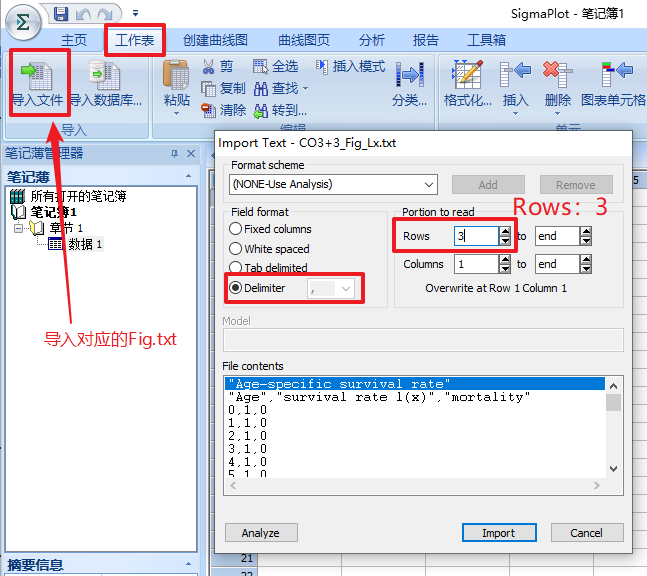 SigmaPlot - 笔记簿1
主页 工作表 创建曲线图 曲线图页 分析 报告 工具箱
导入文件 导入数据库... 粘贴 剪 复制 清除 全选 查找 转到... 插入模式 分类... 格式化... 插入 删除 图表单元格
导入 编辑 单元
笔记薄管理器
笔记薄
所有打开的笔记簿
笔记簿1
章节 1
数据 1
导入对应的Fig.txt
摘要信息
Import Text - CO3+3_Fig_Lx.txt
Format scheme
(NONE-Use Analysis) Add Remove
Field format
Fixed columns
White spaced
Tab delimited
Delimiter ,
Portion to read
Rows：3
Rows 3 to end
Columns 1 to end
Overwrite at Row 1 Column 1
Model
File contents
"Age-specific survival rate"
"Age","survival rate l(x)","mortality"
0,1,0
1,1,0
2,1,0
3,1,0
4,1,0
5,1,0
Analyze Import Cancel
5
21
22